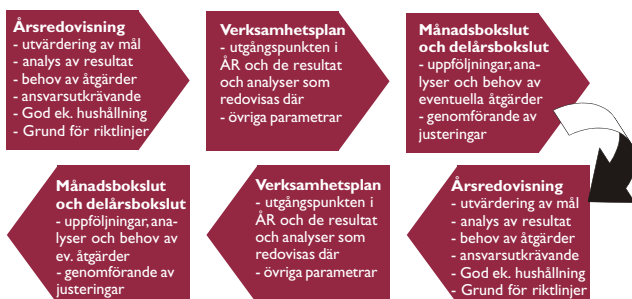 Årsredovisning
- utvärdering av mål
- analys av resultat
- behov av åtgärder
- ansvarsutkrävande
- God ek. hushållning
- Grund för riktlinjer
Verksamhetsplan
- utgångspunkten i
ÅR och de resultat
och analyser som
redovisas där
- övriga parametrar
Månadsbokslut
och delårsbokslut
- uppföljningar, ana-
lyser och behov av
eventuella åtgärder
- genomförande av
justeringar
Månadsbokslut
och delårsbokslut
- uppföljningar, ana-
lyser och behov av
ev. åtgärder
- genomförande av
justeringar
Verksamhetsplan
- utgångspunkten i
ÅR och de resultat
och analyser som
redovisas där
- övriga parametrar
Årsredovisning
- utvärdering av mål
- analys av resultat
- behov av åtgärder
- ansvarsutkrävande
- God ek. hushållning
- Grund för riktlinjer